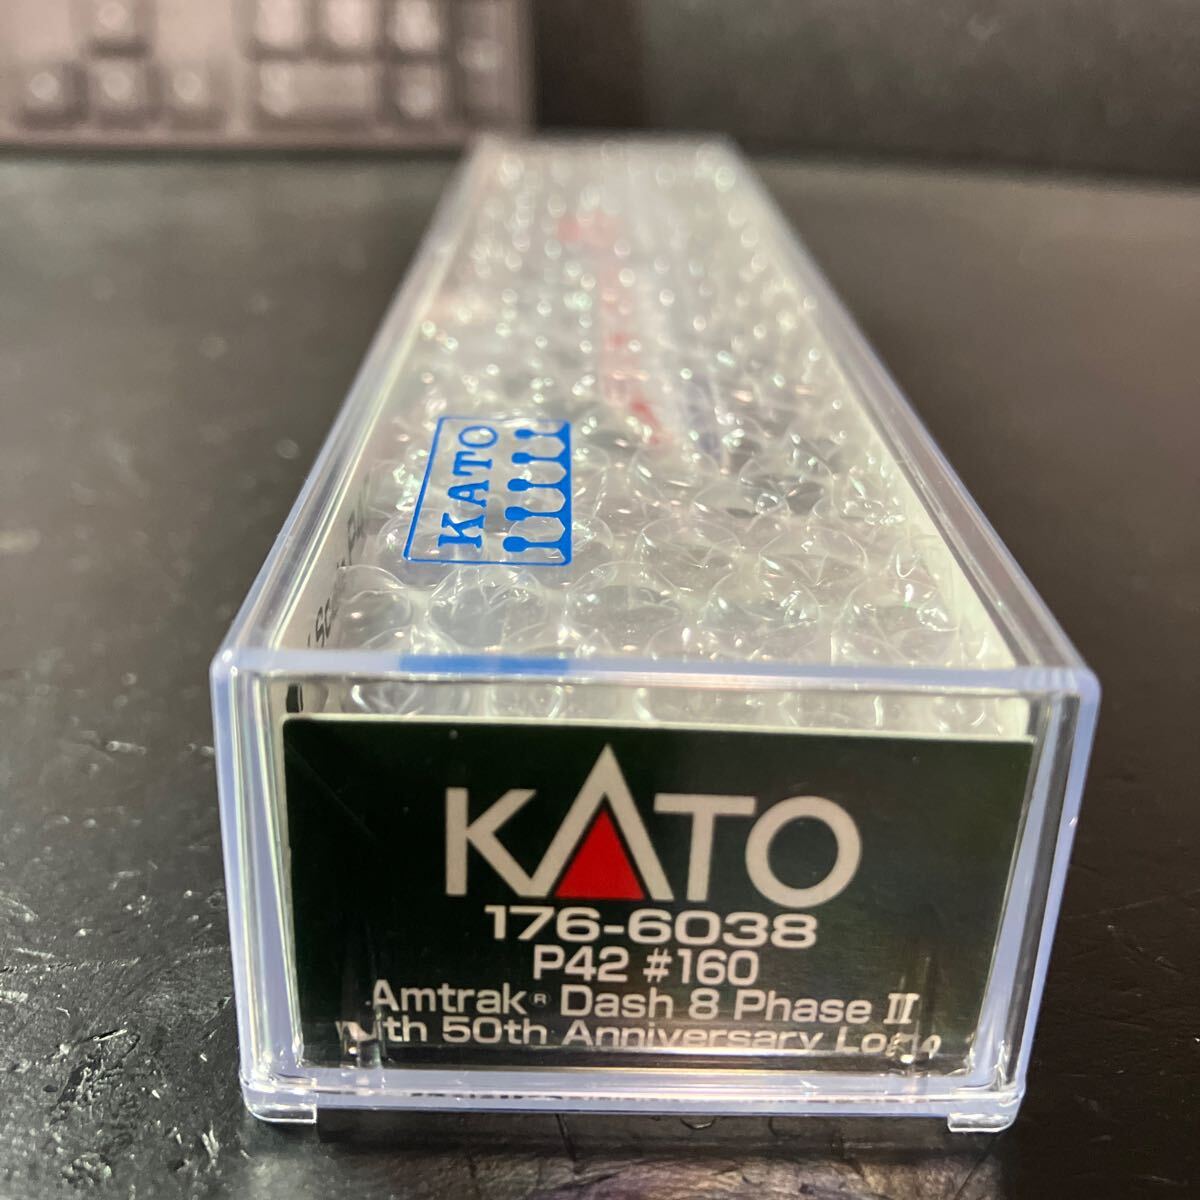 KATO
KATO
176-6038
P42 #160
Amtrak® Dash 8 Phase II
with 50th Anniversary Logo